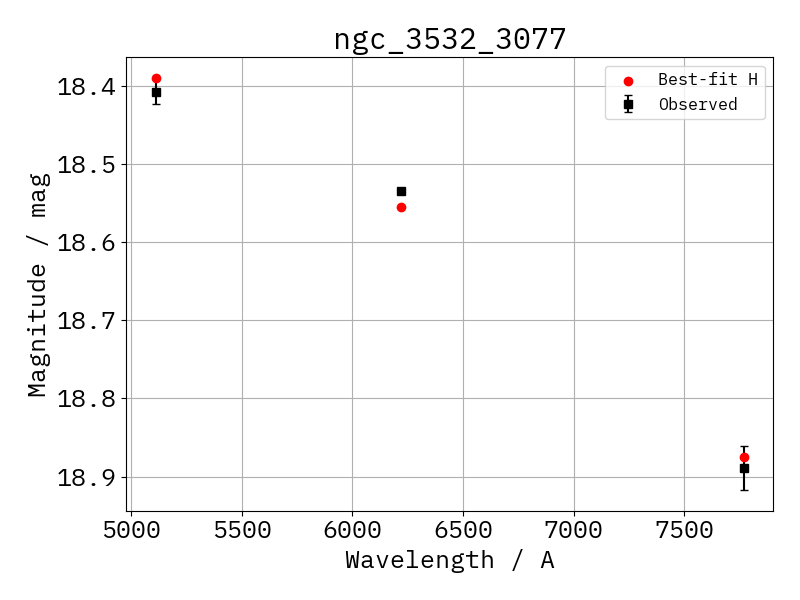 ngc_3532_3077
Best-fit H
Observed
18.4
18.5
18.6
18.7
18.8
18.9
Magnitude / mag
5000 5500 6000 6500 7000 7500
Wavelength / A